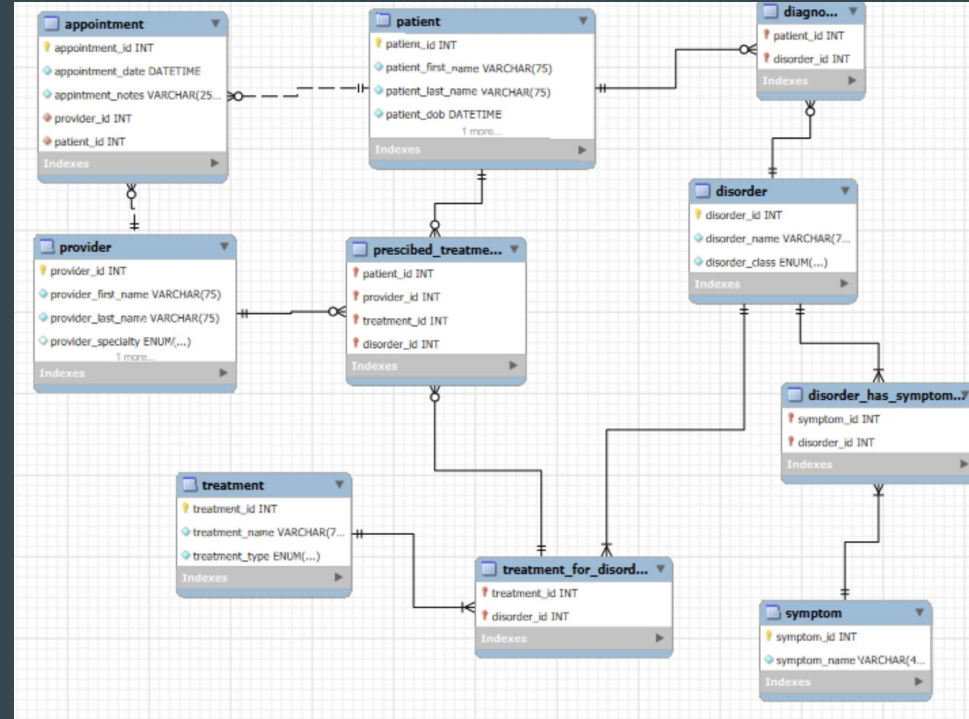 appointment
appointment_id INT
appointment_date DATETIME
appintment_notes VARCHAR(25...
provider_id INT
patient_id INT
Indexes
patient
patient_id INT
patient_first_name VARCHAR(75)
patient_last_name VARCHAR(75)
patient_dob DATETIME
1 more...
Indexes
diagno...
patient_id INT
disorder_id INT
Indexes
provider
provider_id INT
provider_first_name VARCHAR(75)
provider_last_name VARCHAR(75)
provider_specialty ENUM(...)
1 more...
Indexes
prescibed_treatme...
patient_id INT
provider_id INT
treatment_id INT
disorder_id INT
Indexes
disorder
disorder_id INT
disorder_name VARCHAR(7...
disorder_class ENUM(...)
Indexes
disorder_has_symptom...
symptom_id INT
disorder_id INT
Indexes
treatment
treatment_id INT
treatment_name VARCHAR(7...
treatment_type ENUM(...)
Indexes
treatment_for_disord...
treatment_id INT
disorder_id INT
Indexes
symptom
symptom_id INT
symptom_name VARCHAR(4...
Indexes